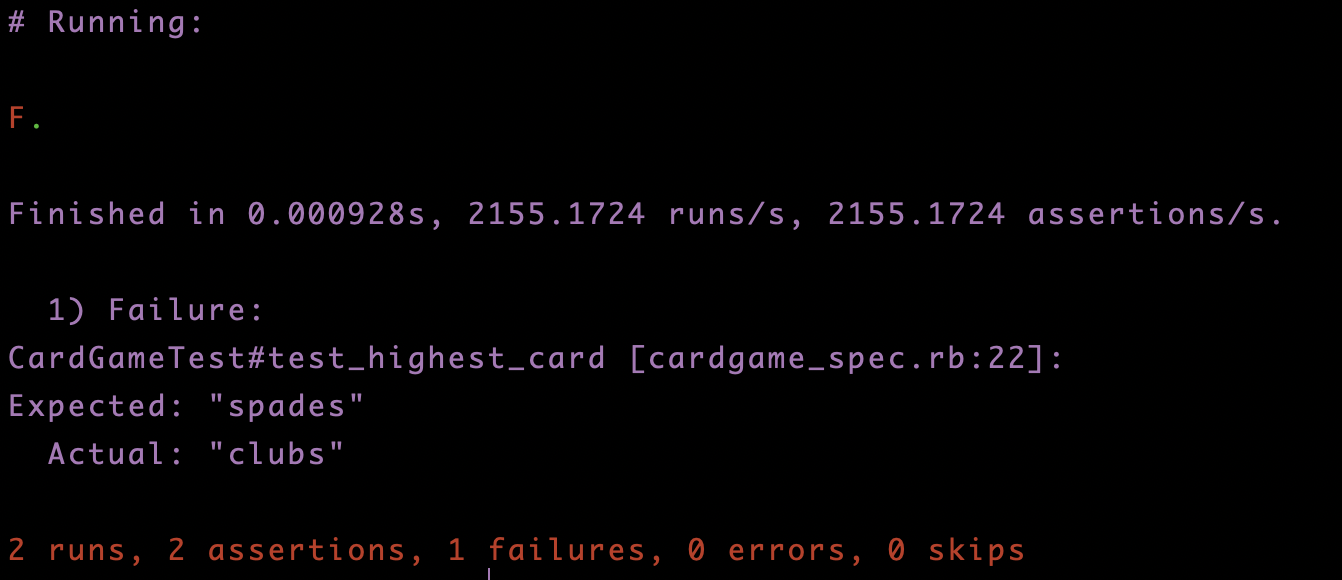 # Running:
F.
Finished in 0.000928s, 2155.1724 runs/s, 2155.1724 assertions/s.
1) Failure:
CardGameTest#test_highest_card [cardgame_spec.rb:22]:
Expected: "spades"
Actual: "clubs"
2 runs, 2 assertions, 1 failures, 0 errors, 0 skips